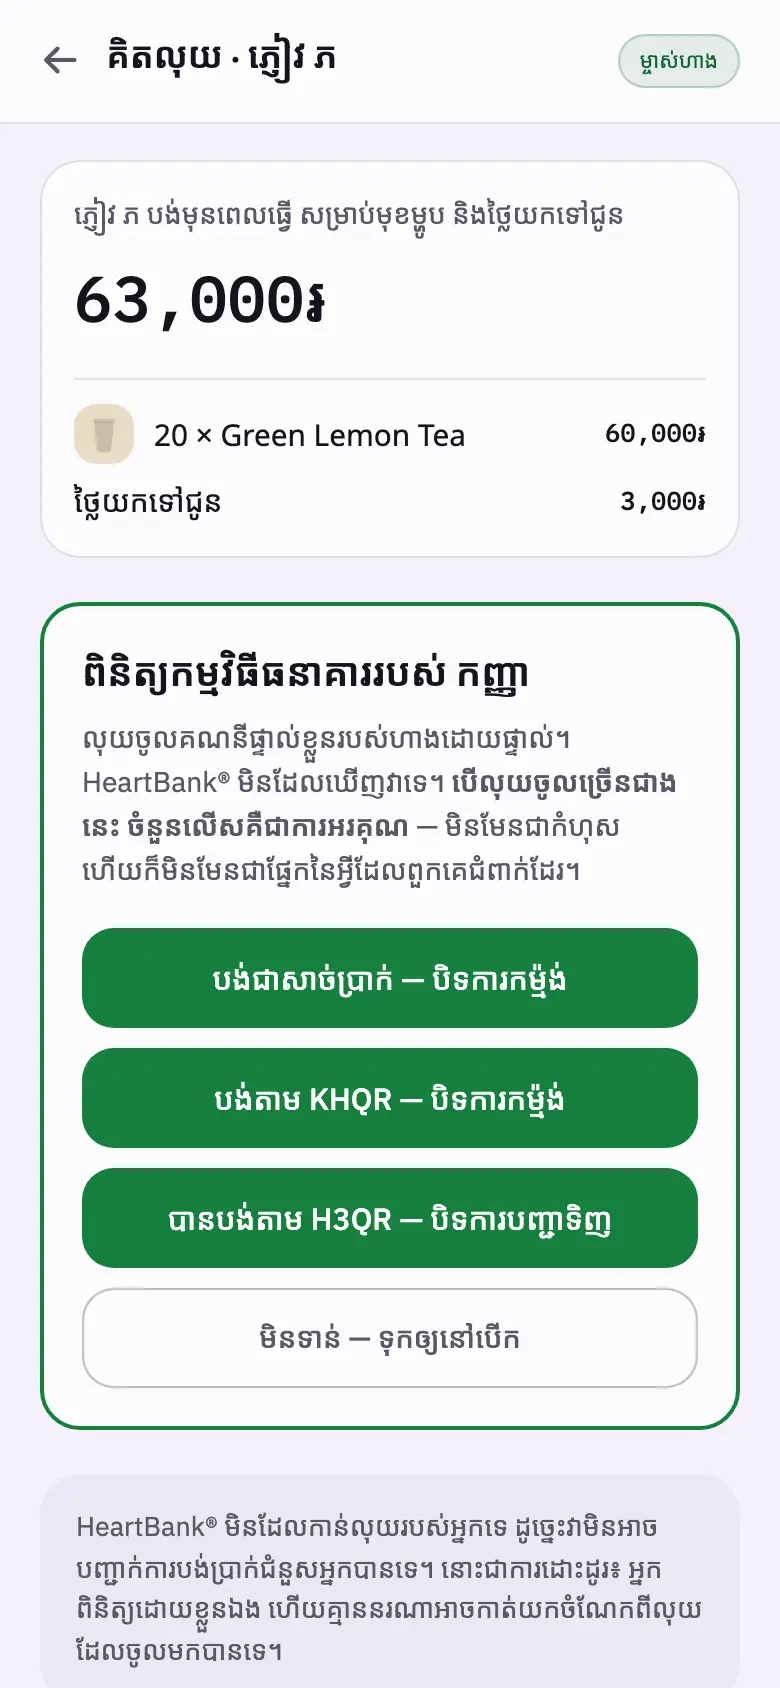 គិតលុយ · ភ្ញៀវ ភ
ម្ចាស់ហាង
ភ្ញៀវ ភ បង់មុនពេលធ្វើ សម្រាប់មុខម្ហូប និងថ្លៃយកទៅជូន
63,000៛
20 × Green Lemon Tea
60,000៛
ថ្លៃយកទៅជូន
3,000៛
ពិនិត្យកម្មវិធីធនាគាររបស់ កញ្ញា
លុយចូលគណនីផ្ទាល់ខ្លួនរបស់ហាងដោយផ្ទាល់។
HeartBank® មិនដែលឃើញវាទេ។ បើលុយចូលច្រើនជាង
នេះ ចំនួនលើសគឺជាការអរគុណ — មិនមែនជាកំហុស
ហើយក៏មិនមែនជាផ្នែកនៃអ្វីដែលពួកគេជំពាក់ដែរ។
បង់ជាសាច់ប្រាក់ — បិទការកម្ម៉ង់
បង់តាម KHQR — បិទការកម្ម៉ង់
បានបង់តាម H3QR — បិទការបញ្ជាទិញ
មិនទាន់ — ទុកឲ្យនៅបើក
HeartBank® មិនដែលកាន់លុយរបស់អ្នកទេ ដូច្នេះវាមិនអាច
បញ្ជាក់ការបង់ប្រាក់ជំនួសអ្នកបានទេ។ នោះជាការដោះដូរ៖ អ្នក
ពិនិត្យដោយខ្លួនឯង ហើយគ្មាននរណាអាចកាត់យកចំណែកពីលុយ
ដែលចូលមកបានទេ។